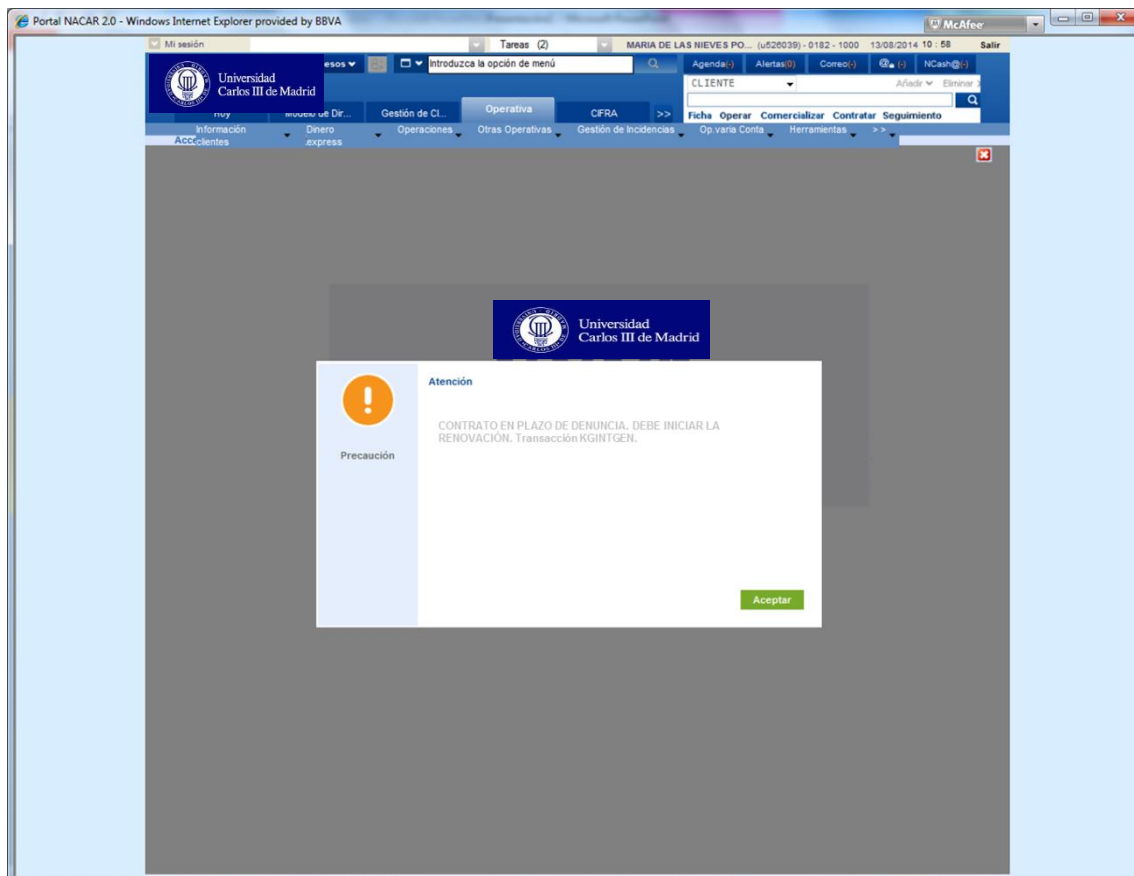 Portal NACAR 2.0 - Windows Internet Explorer provided by BBVA
McAfee
Mi sesión
Tareas (2)
MARIA DE LAS NIEVES PO... (u526039) - 0182 - 1000 13/08/2014 10 : 58 Salir
Universidad
Carlos III de Madrid
esos
Introduzca la opción de menú
Agenda(-) Alertas(0) Correo(-) @ (-) NCash@(-)
CLIENTE
Añadir Eliminar
Hoy Modelo de Dir... Gestión de Cl... Operativa CIFRA >>
Ficha Operar Comercializar Contratar Seguimiento
Información clientes Dinero .express Operaciones Otras Operativas Gestión de Incidencias Op.varia Conta Herramientas >>
Acce
Universidad
Carlos III de Madrid
Atención
CONTRATO EN PLAZO DE DENUNCIA. DEBE INICIAR LA
RENOVACIÓN. Transacción KGINTGEN.
Precaución
Aceptar